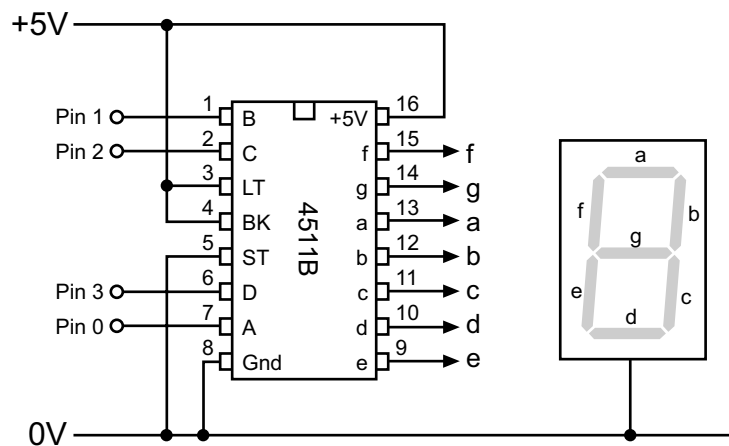 +5V
Pin 1
1
B
+5V
16
Pin 2
2
C
f
15
f
3
LT
g
14
g
4
BK
a
13
a
5
ST
b
12
b
Pin 3
6
D
c
11
c
Pin 0
7
A
d
10
d
8
Gnd
e
9
e
4511B
0V
a
f
b
g
e
c
d